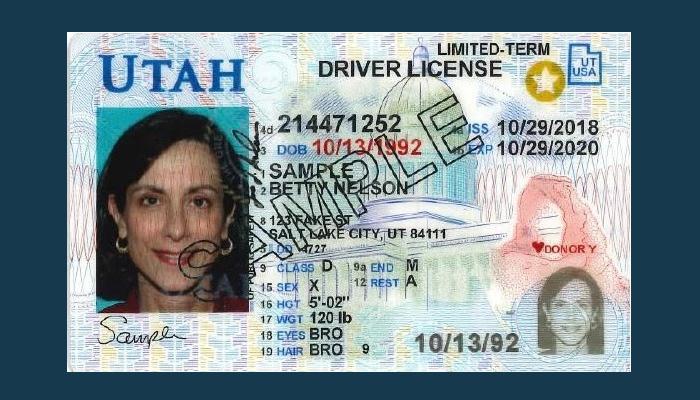 UTAH
LIMITED-TERM
DRIVER LICENSE
UT
USA
4d 214471252
4a ISS 10/29/2018
3 DOB 10/13/1992
4b EXP 10/29/2020
1 SAMPLE
2 BETTY NELSON
8 123 FAKE ST
SALT LAKE CITY, UT 84111
5 DD 4727
9 CLASS D 9a END M
15 SEX X 12 REST A
16 HGT 5'-02"
17 WGT 120 lb
18 EYES BRO
19 HAIR BRO 9
DONOR Y
10/13/92
Sample
SAMPLE